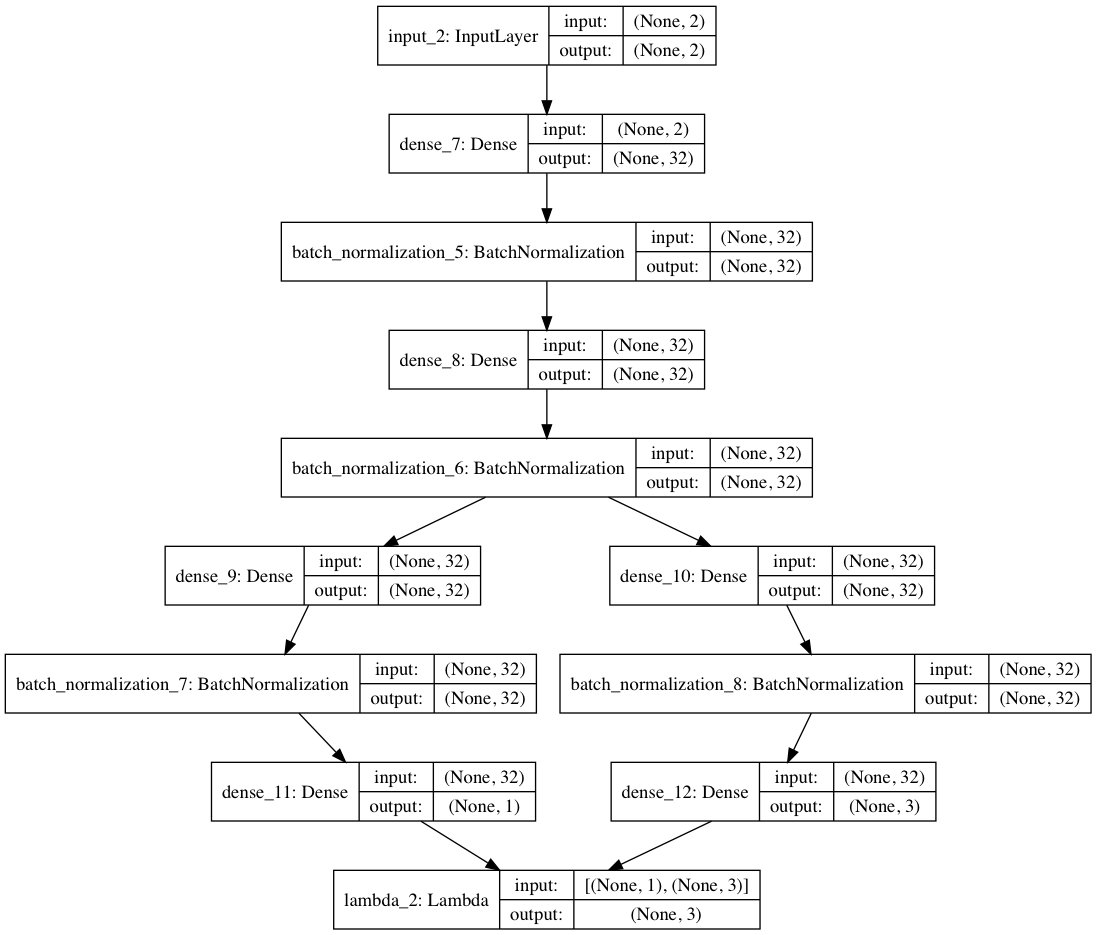 input_2: InputLayer
input: (None, 2)
output: (None, 2)
dense_7: Dense
input: (None, 2)
output: (None, 32)
batch_normalization_5: BatchNormalization
input: (None, 32)
output: (None, 32)
dense_8: Dense
input: (None, 32)
output: (None, 32)
batch_normalization_6: BatchNormalization
input: (None, 32)
output: (None, 32)
dense_9: Dense
input: (None, 32)
output: (None, 32)
dense_10: Dense
input: (None, 32)
output: (None, 32)
batch_normalization_7: BatchNormalization
input: (None, 32)
output: (None, 32)
batch_normalization_8: BatchNormalization
input: (None, 32)
output: (None, 32)
dense_11: Dense
input: (None, 32)
output: (None, 1)
dense_12: Dense
input: (None, 32)
output: (None, 3)
lambda_2: Lambda
input: [(None, 1), (None, 3)]
output: (None, 3)